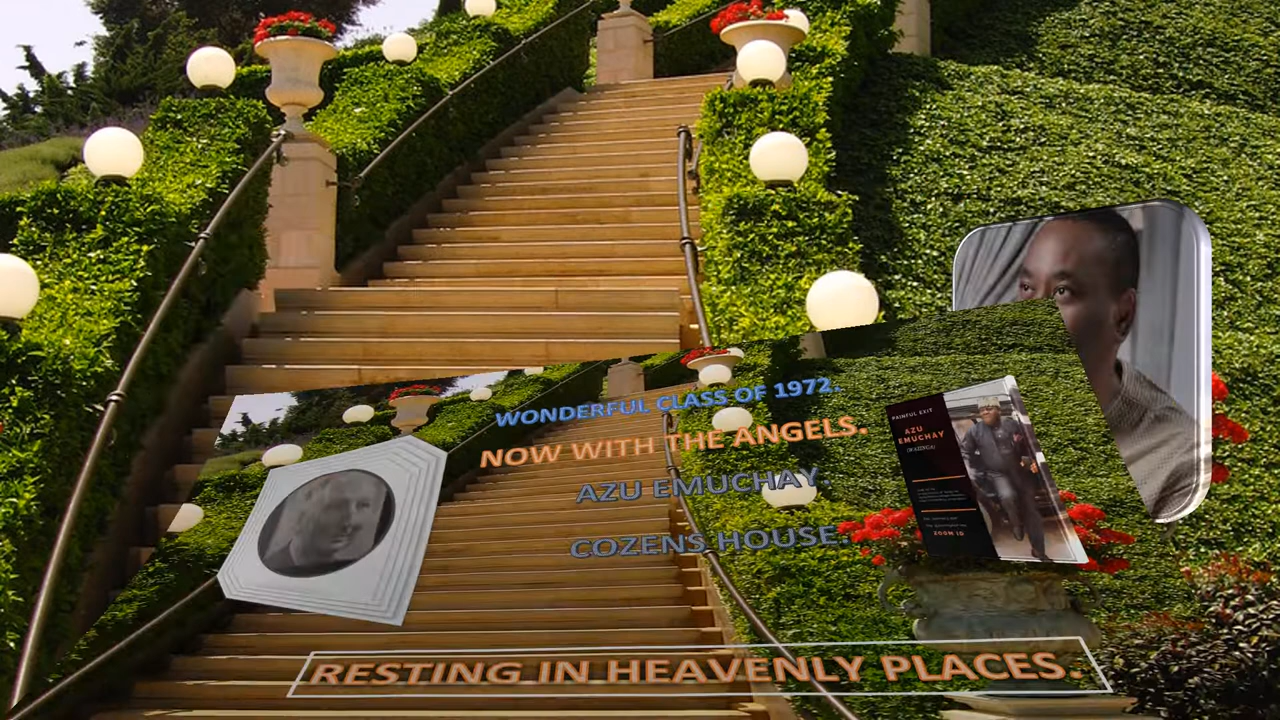 WONDERFUL CLASS OF 1972.
NOW WITH THE ANGELS.
AZU EMUCHAY.
COZENS HOUSE.
PAINFUL EXIT
AZU
EMUCHAY
ZOOM ID
RESTING IN HEAVENLY PLACES.